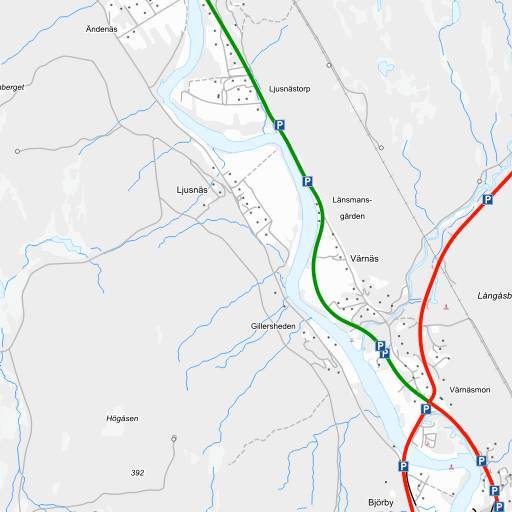 Ändenäs
Ljusnästorp
Ljusnäs
Länsmans-
gården
Värnäs
Gillersheden
Värnäsmon
Högåsen
392
Björby
P
P
P
P
P
P
P
P
P
P